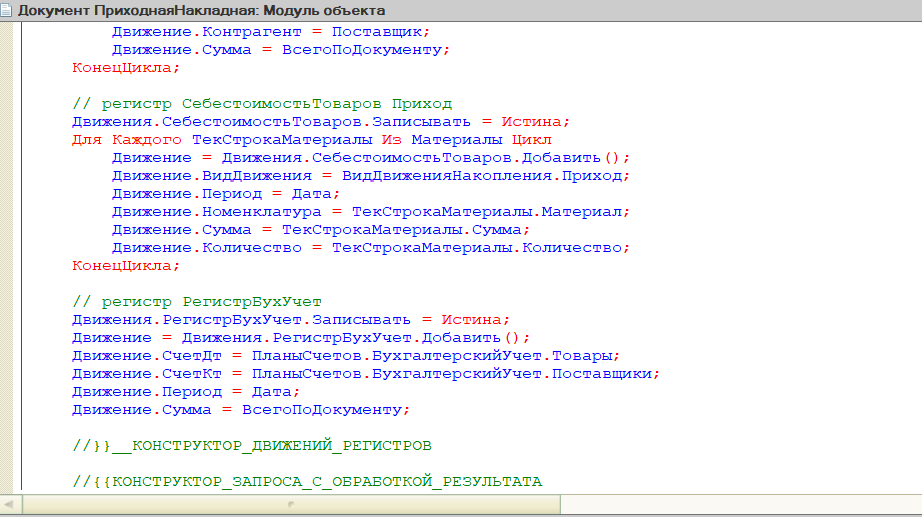 Документ ПриходнаяНакладная: Модуль объекта
Движение.Контрагент = Поставщик;
Движение.Сумма = ВсегоПоДокументу;
КонецЦикла;
// регистр СебестоимостьТоваров Приход
Движения.СебестоимостьТоваров.Записывать = Истина;
Для Каждого ТекСтрокаМатериалы Из Материалы Цикл
Движение = Движения.СебестоимостьТоваров.Добавить();
Движение.ВидДвижения = ВидДвиженияНакопления.Приход;
Движение.Период = Дата;
Движение.Номенклатура = ТекСтрокаМатериалы.Материал;
Движение.Сумма = ТекСтрокаМатериалы.Сумма;
Движение.Количество = ТекСтрокаМатериалы.Количество;
КонецЦикла;
// регистр РегистрБухУчет
Движения.РегистрБухУчет.Записывать = Истина;
Движение = Движения.РегистрБухУчет.Добавить();
Движение.СчетДт = ПланыСчетов.БухгалтерскийУчет.Товары;
Движение.СчетКт = ПланыСчетов.БухгалтерскийУчет.Поставщики;
Движение.Период = Дата;
Движение.Сумма = ВсегоПоДокументу;
//}}__КОНСТРУКТОР_ДВИЖЕНИЙ_РЕГИСТРОВ
//{{КОНСТРУКТОР_ЗАПРОСА_С_ОБРАБОТКОЙ_РЕЗУЛЬТАТА